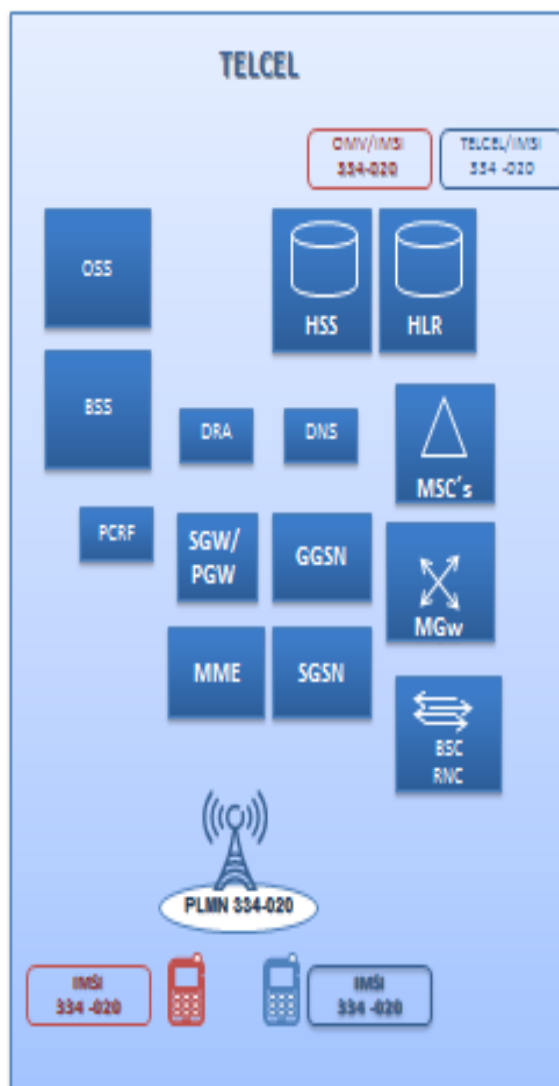 TELCEL
OMV/IMSI
334-020
TELCEL/IMSI
334 -020
OSS
HSS
HLR
BSS
DRA
DNS
MSC´s
PCRF
SGW/
PGW
GGSN
MGw
MME
SGSN
BSC
RNC
PLMN 334-020
IMSI
334 -020
IMSI
334 -020